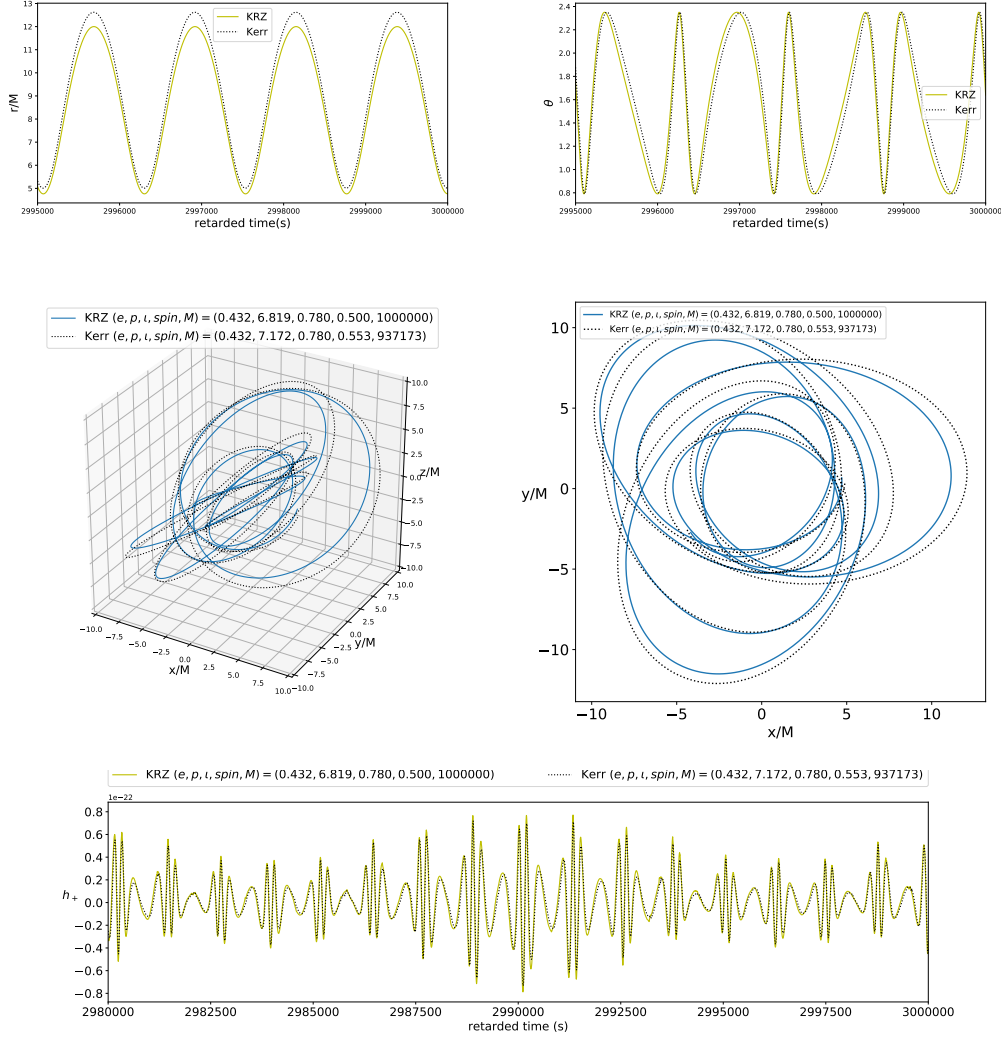 13
12
11
10
9
8
7
6
5
r/M
KRZ
Kerr
2995000 2996000 2997000 2998000 2999000 3000000
retarded time(s)
2.4
2.2
2.0
1.8
1.6
1.4
1.2
1.0
0.8
θ
KRZ
Kerr
2995000 2996000 2997000 2998000 2999000 3000000
retarded time(s)
KRZ (e, p, ι, spin, M) = (0.432, 6.819, 0.780, 0.500, 1000000)
Kerr (e, p, ι, spin, M) = (0.432, 7.172, 0.780, 0.553, 937173)
10.0
7.5
5.0
2.5
z/M
0.0
−2.5
−5.0
−7.5
−10.0
10.0
7.5
5.0
2.5
0.0
−2.5
−5.0
−7.5
−10.0
y/M
−10.0 −7.5 −5.0 −2.5 0.0 2.5 5.0 7.5 10.0
x/M
KRZ (e, p, ι, spin, M) = (0.432, 6.819, 0.780, 0.500, 1000000)
Kerr (e, p, ι, spin, M) = (0.432, 7.172, 0.780, 0.553, 937173)
10
5
y/M 0
−5
−10
−10 −5 0 5 10
x/M
KRZ (e, p, ι, spin, M) = (0.432, 6.819, 0.780, 0.500, 1000000)
Kerr (e, p, ι, spin, M) = (0.432, 7.172, 0.780, 0.553, 937173)
1e−22
0.8
0.6
0.4
0.2
h+ 0.0
−0.2
−0.4
−0.6
−0.8
2980000 2982500 2985000 2987500 2990000 2992500 2995000 2997500 3000000
retarded time (s)